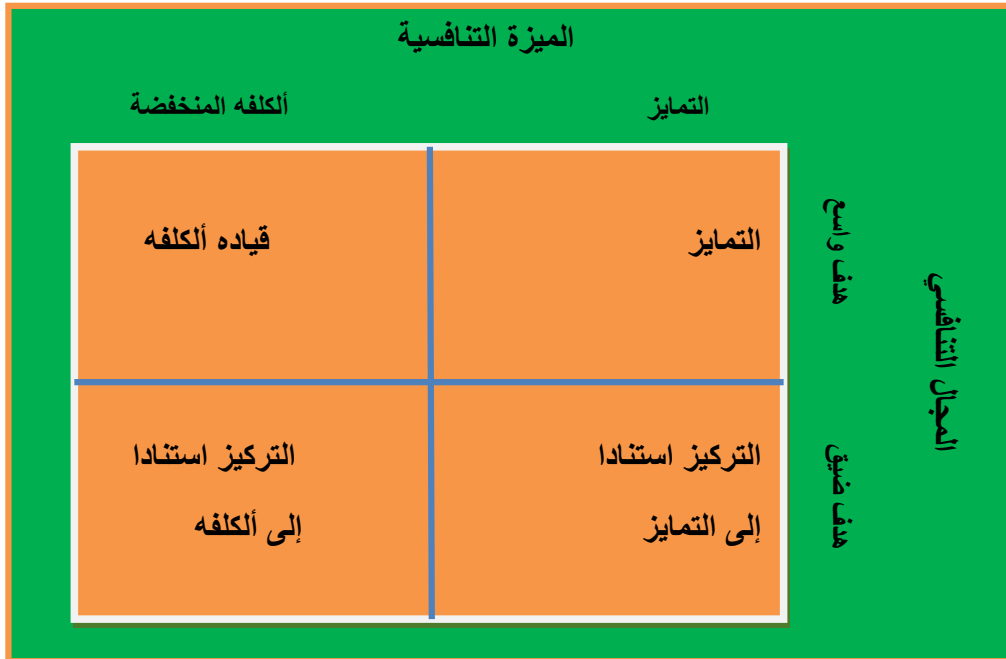 الميزة التنافسية
التمايز
ألكلفه المنخفضة
هدف واسع
المجال التنافسي
التمايز
قياده ألكلفه
هدف ضيق
التركيز استنادا
إلى التمايز
التركيز استنادا
إلى ألكلفه